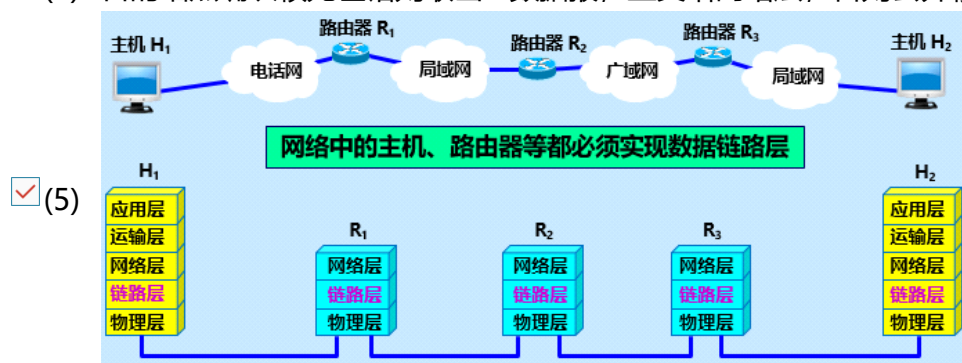 主机 H₁
路由器 R₁
路由器 R₂
路由器 R₃
主机 H₂
电话网
局域网
广域网
局域网
网络中的主机、路由器等都必须实现数据链路层
(5)
H₁
应用层
运输层
网络层
链路层
物理层
R₁
网络层
链路层
物理层
R₂
网络层
链路层
物理层
R₃
网络层
链路层
物理层
H₂
应用层
运输层
网络层
链路层
物理层